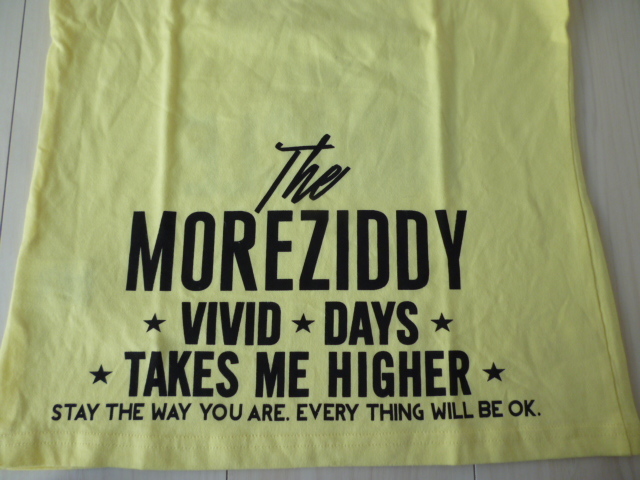 The
MOREZIDDY
★ VIVID ★ DAYS ★
★ TAKES ME HIGHER ★
STAY THE WAY YOU ARE. EVERY THING WILL BE OK.